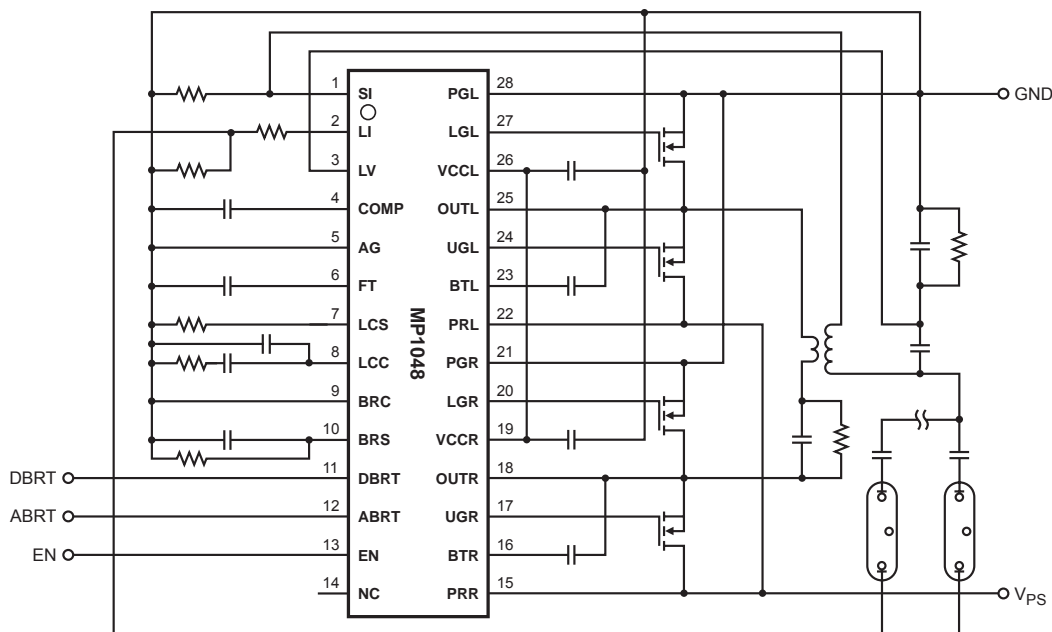 1 SI PGL 28 GND
2 LI LGL 27
3 LV VCCL 26
4 COMP OUTL 25
5 AG UGL 24
6 FT BTL 23
7 LCS PRL 22
MP1048
8 LCC PGR 21
9 BRC LGR 20
10 BRS VCCR 19
DBRT 11 DBRT OUTR 18
ABRT 12 ABRT UGR 17
EN 13 EN BTR 16
14 NC PRR 15 VPS